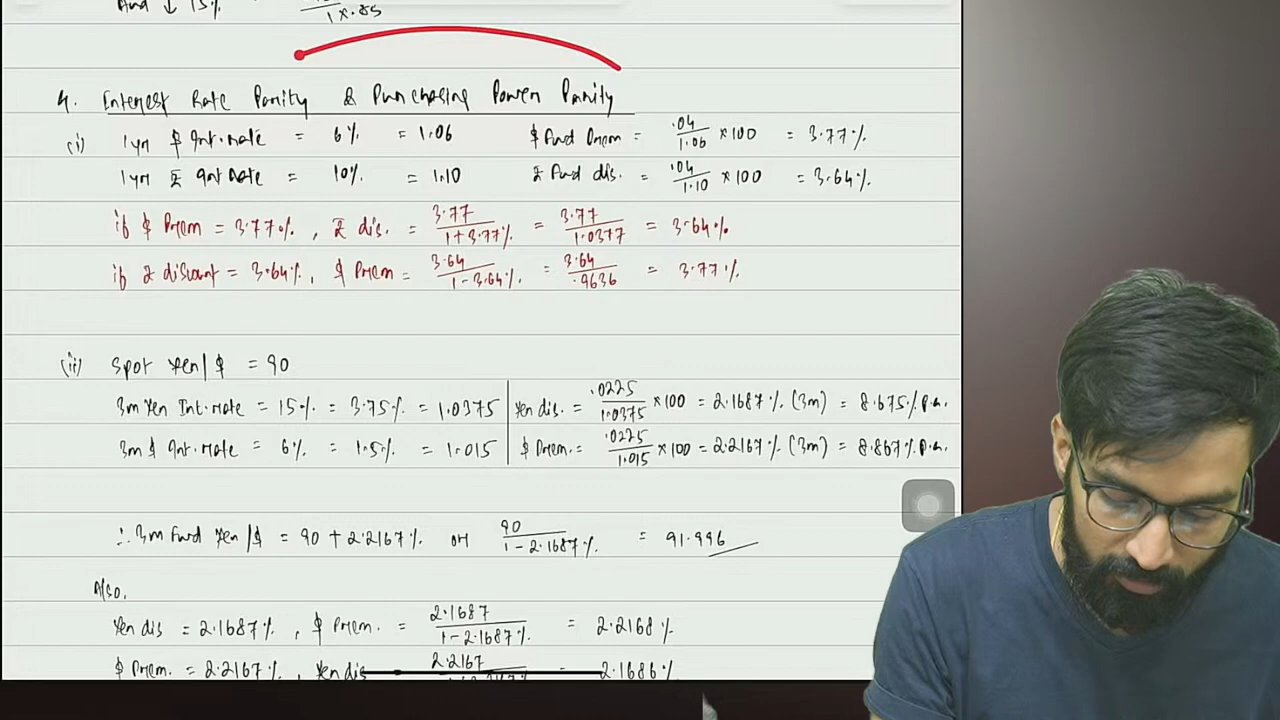 And ↓ 15%
1×.85
4. Interest Rate Parity & Purchasing Power Parity
(i) 1yr $ Int. rate = 6% = 1.06 $ Fwd Prem = .04/1.06 ×100 = 3.77%
1yr ₹ Int rate = 10% = 1.10 ₹ Fwd dis. = .04/1.10 ×100 = 3.64%
if $ Prem = 3.77%, ₹ dis. = 3.77/1+3.77% = 3.77/1.0377 = 3.64%
if ₹ discount = 3.64%, $ Prem = 3.64/1-3.64% = 3.64/.9636 = 3.77%
(ii) Spot Yen/$ = 90
3m Yen Int. rate = 15% = 3.75% = 1.0375 Yen dis. = .0225/1.0375 ×100 = 2.1687% (3m) = 8.675% p.a.
3m $ Int. rate = 6% = 1.5% = 1.015 $ Prem. = .0225/1.015 ×100 = 2.2167% (3m) = 8.867% p.a.
∴ 3m Fwd Yen/$ = 90 + 2.2167% or 90/1-2.1687% = 91.996
Also,
Yen dis = 2.1687%, $ Prem. = 2.1687/1-2.1687% = 2.2168%
$ Prem. = 2.2167%, Yen dis = 2.2167 = 2.1686%